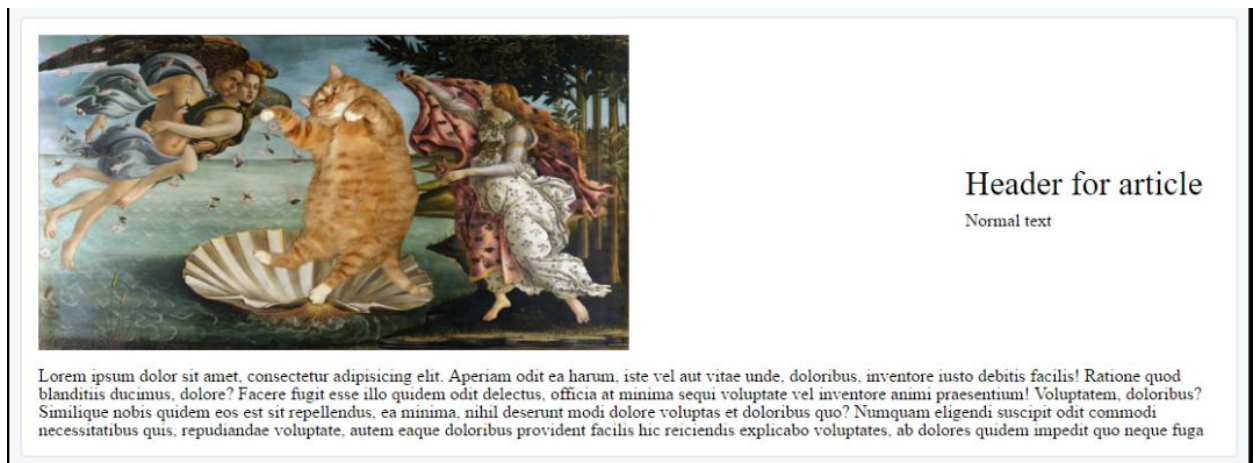 Header for article
Normal text
Lorem ipsum dolor sit amet, consectetur adipisicing elit. Aperiam odit ea harum, iste vel aut vitae unde, doloribus, inventore iusto debitis facilis! Ratione quod
blanditiis ducimus, dolore? Facere fugit esse illo quidem odit delectus, officia at minima sequi voluptate vel inventore animi praesentium! Voluptatem, doloribus?
Similique nobis quidem eos est sit repellendus, ea minima, nihil deserunt modi dolore voluptas et doloribus quo? Numquam eligendi suscipit odit commodi
necessitatibus quis, repudiandae voluptate, autem eaque doloribus provident facilis hic reiciendis explicabo voluptates, ab dolores quidem impedit quo neque fuga